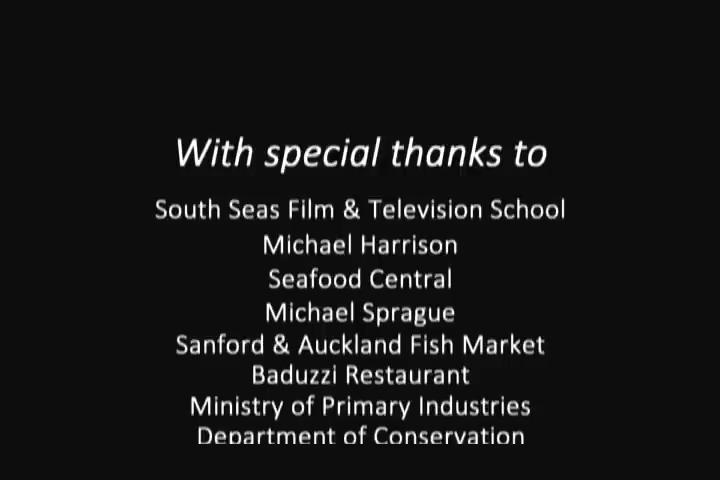 With special thanks to
South Seas Film & Television School
Michael Harrison
Seafood Central
Michael Sprague
Sanford & Auckland Fish Market
Baduzzi Restaurant
Ministry of Primary Industries
Department of Conservation